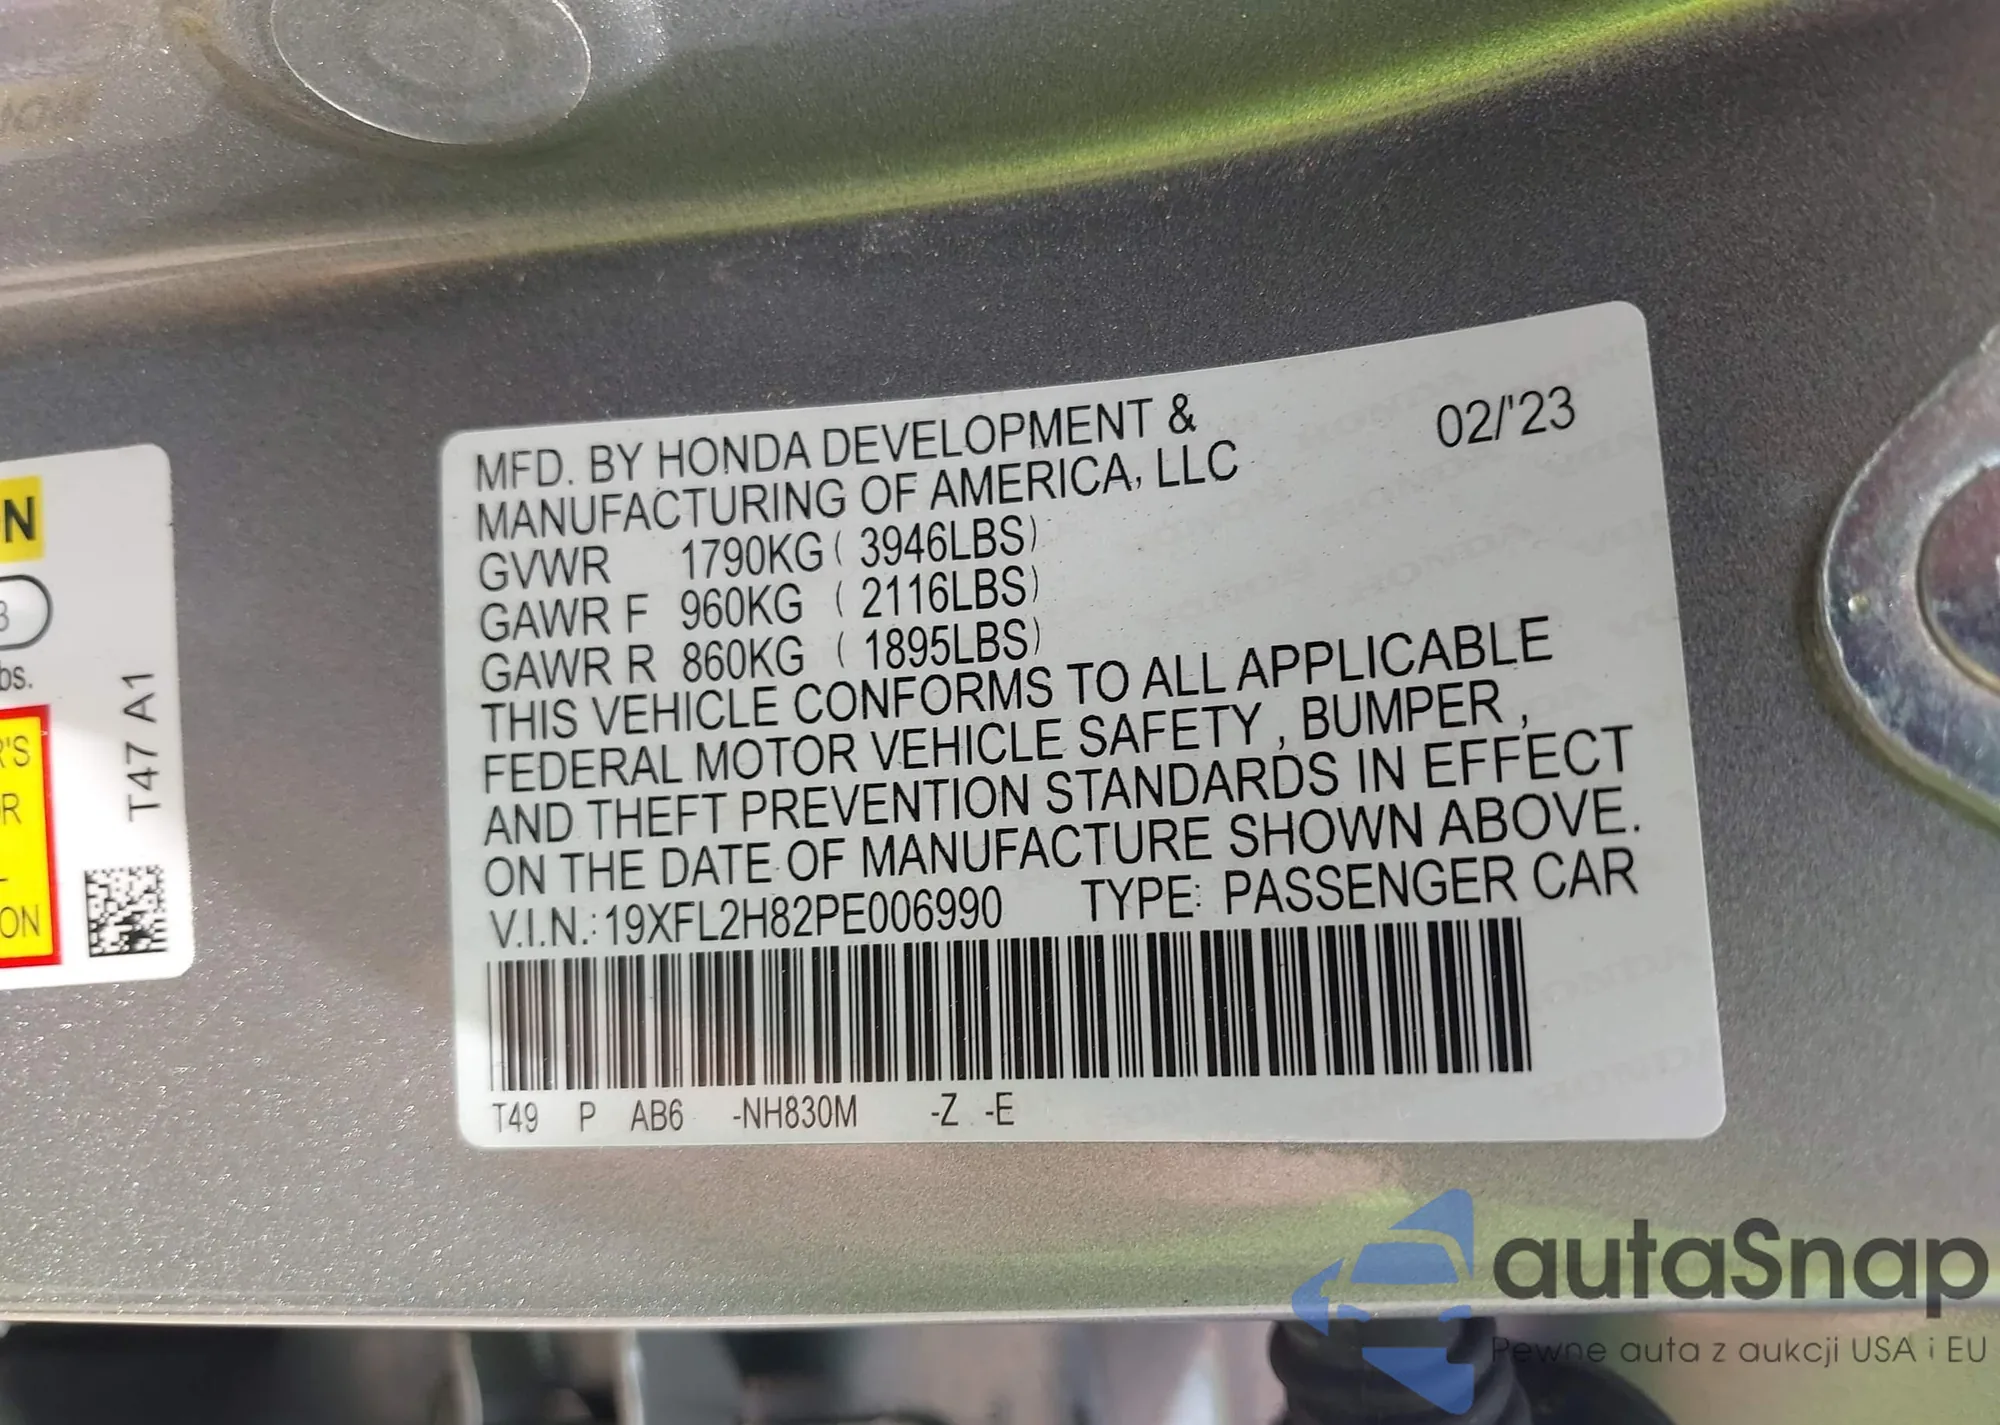 N
3
bs.
R'S
R
ON
T47 A1
MFD. BY HONDA DEVELOPMENT &
MANUFACTURING OF AMERICA, LLC
02/'23
GVWR 1790KG ( 3946LBS)
GAWR F 960KG ( 2116LBS)
GAWR R 860KG ( 1895LBS)
THIS VEHICLE CONFORMS TO ALL APPLICABLE
FEDERAL MOTOR VEHICLE SAFETY , BUMPER ,
AND THEFT PREVENTION STANDARDS IN EFFECT
ON THE DATE OF MANUFACTURE SHOWN ABOVE.
V.I.N.: 19XFL2H82PE006990 TYPE: PASSENGER CAR
T49 P AB6 -NH830M -Z -E
autaSnap
Pewne auta z aukcji USA i EU